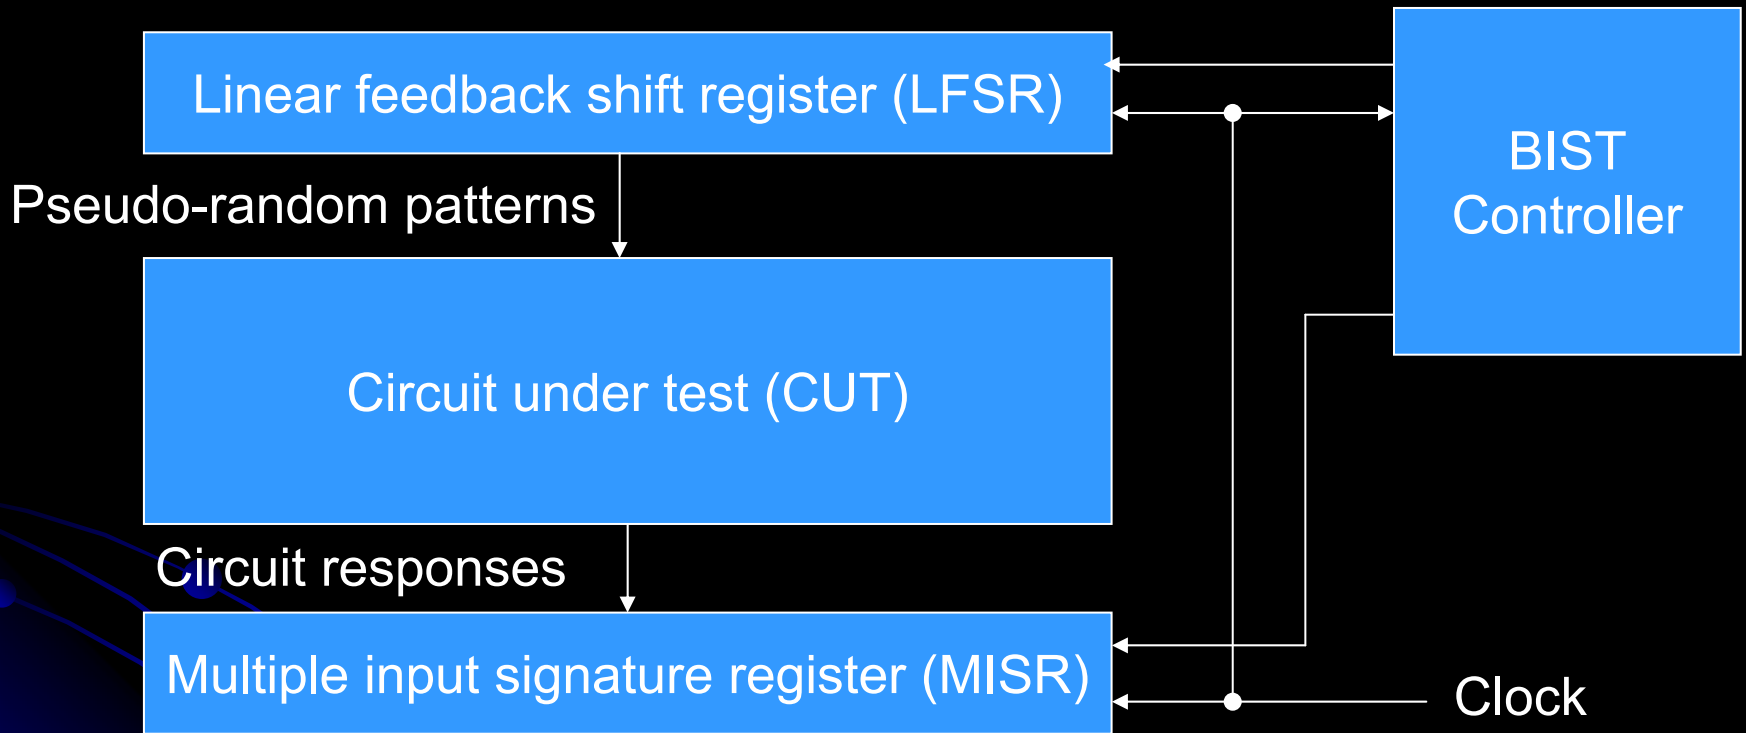 Linear feedback shift register (LFSR)
BIST
Controller
Pseudo-random patterns
Circuit under test (CUT)
Circuit responses
Multiple input signature register (MISR)
Clock